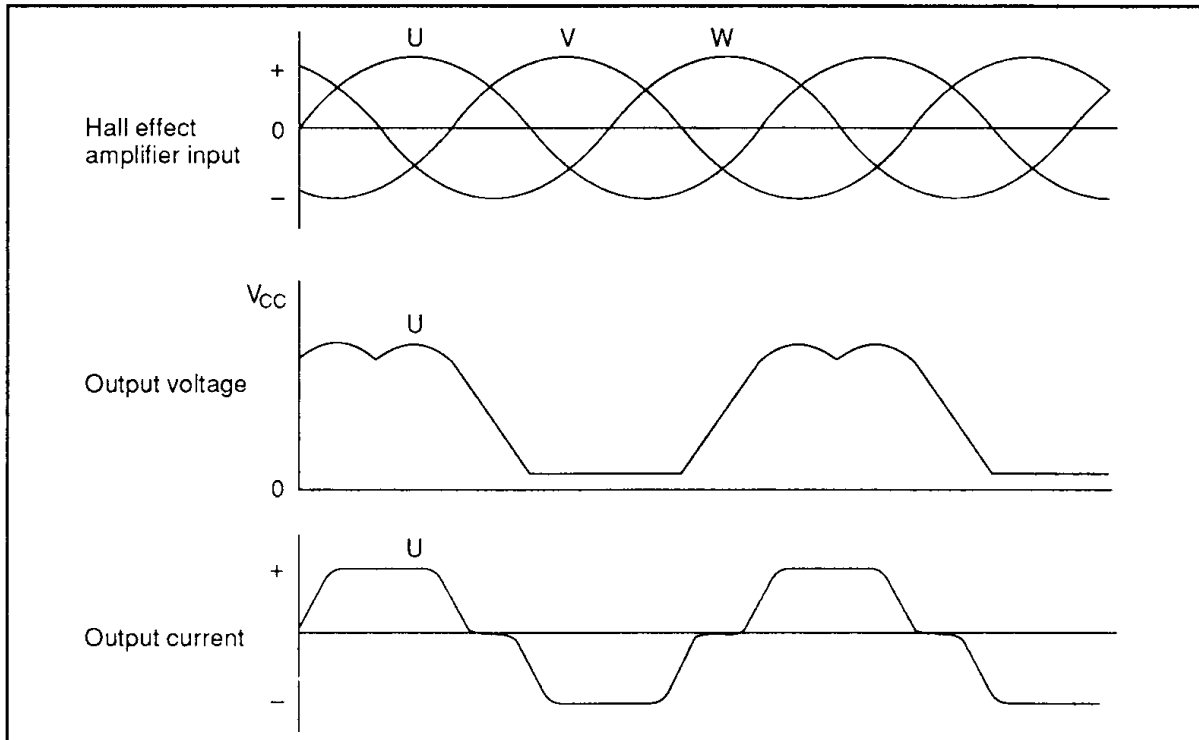 U V W
+
0
Hall effect
amplifier input
−
VCC
U
Output voltage
0
U
+
Output current
−